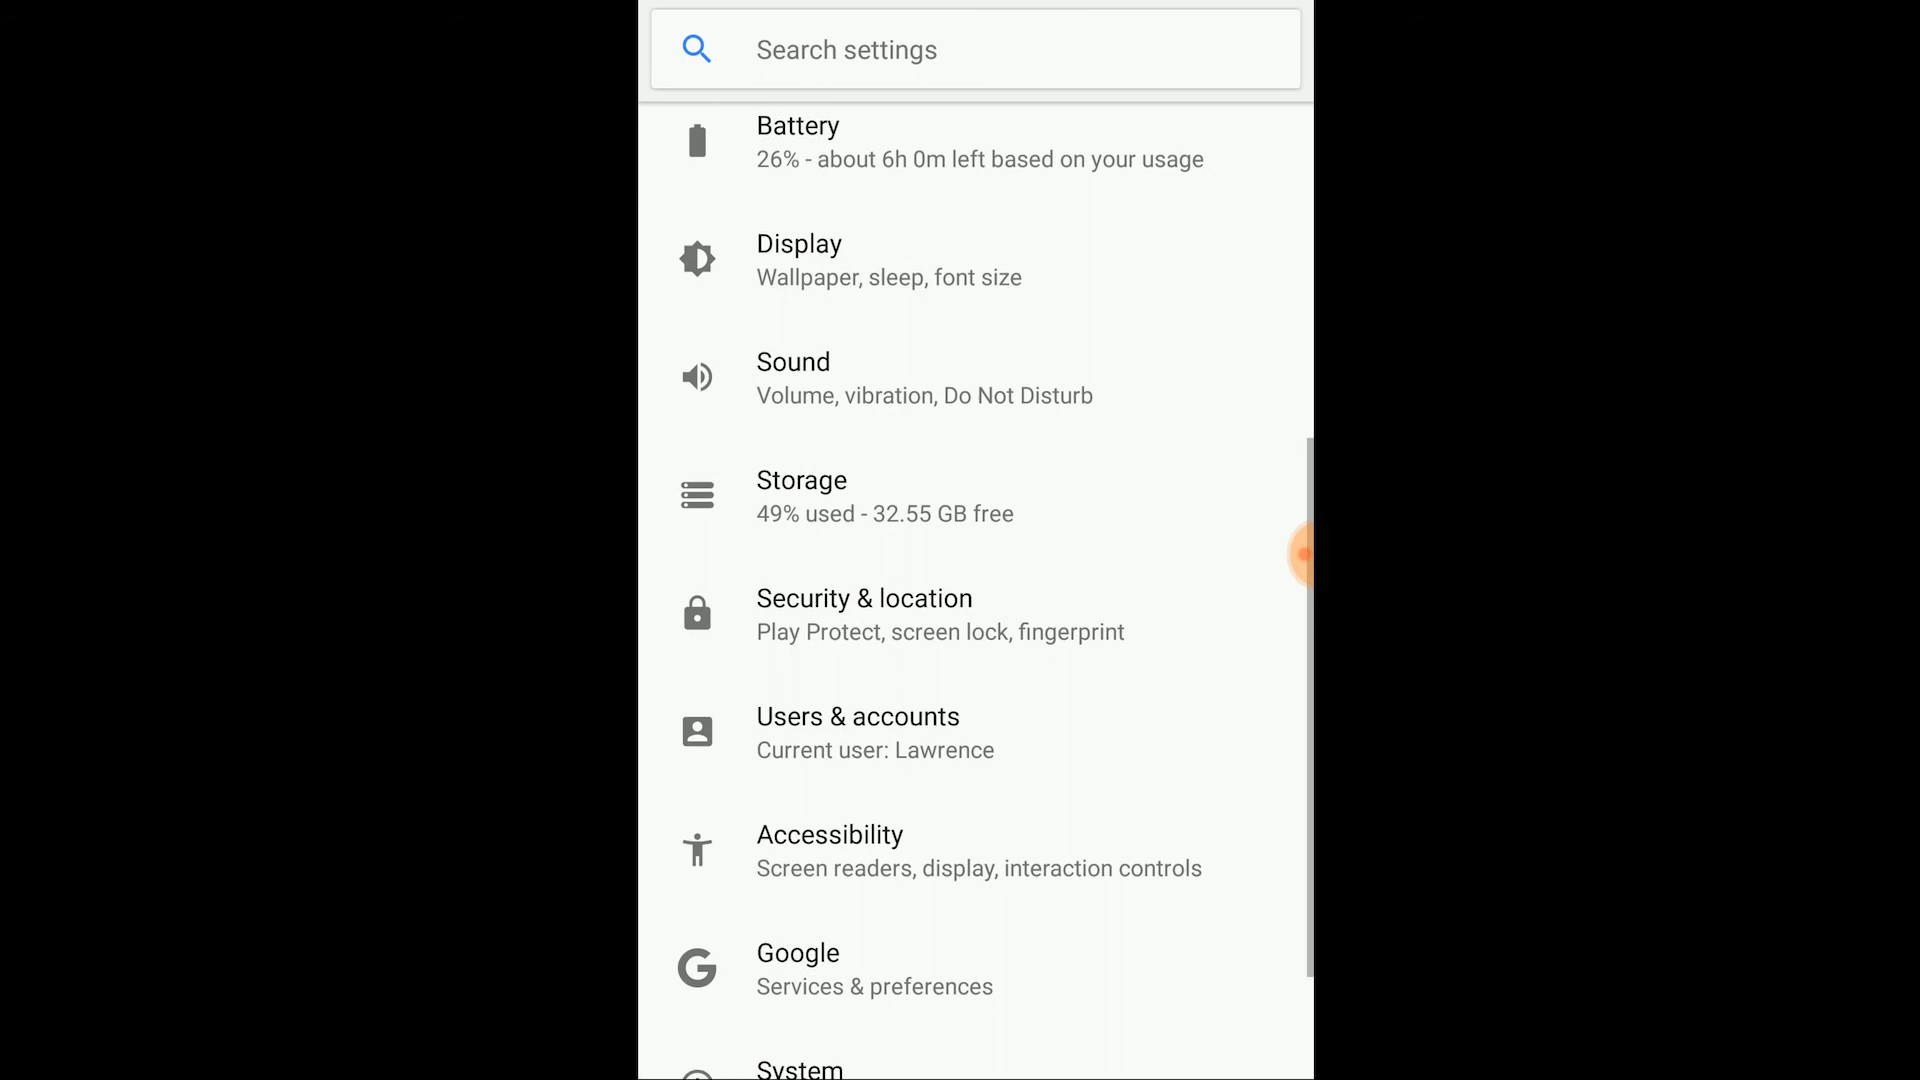 Search settings
Battery
26% - about 6h 0m left based on your usage
Display
Wallpaper, sleep, font size
Sound
Volume, vibration, Do Not Disturb
Storage
49% used - 32.55 GB free
Security & location
Play Protect, screen lock, fingerprint
Users & accounts
Current user: Lawrence
Accessibility
Screen readers, display, interaction controls
Google
Services & preferences
System